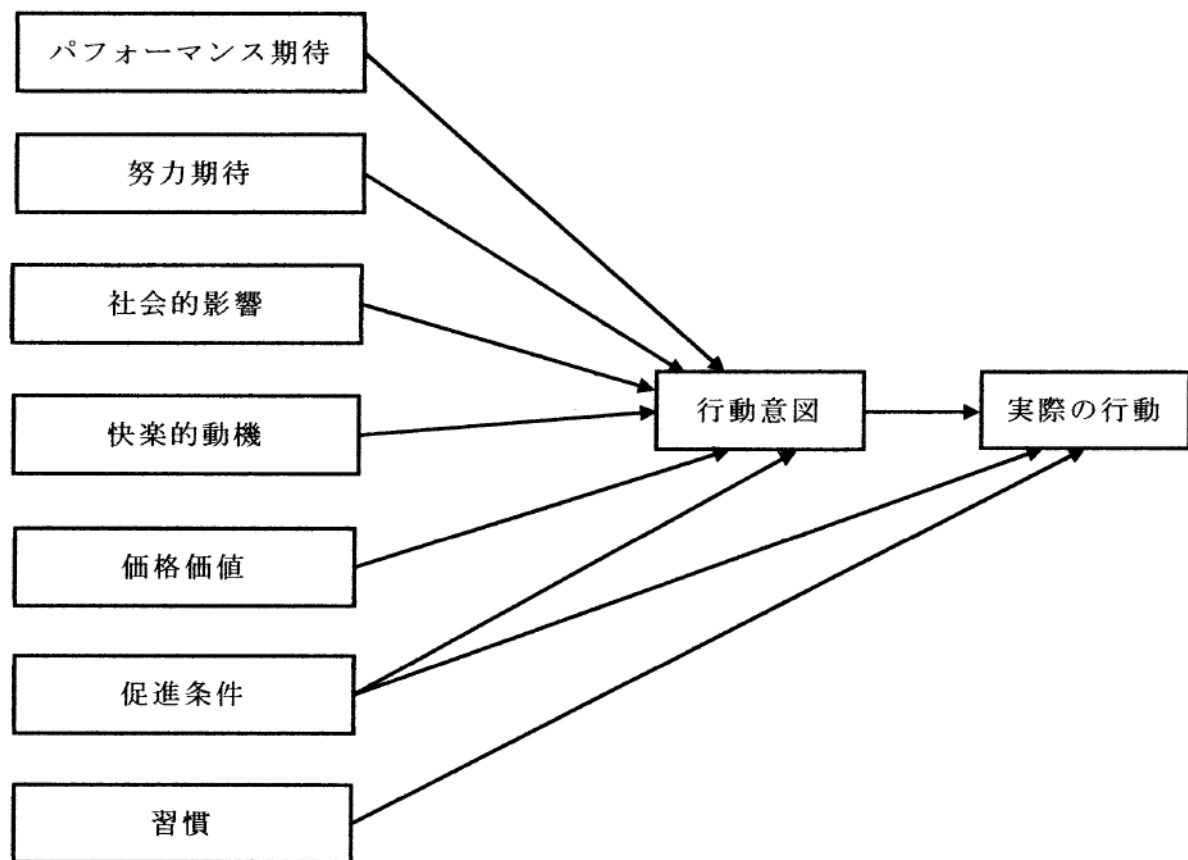 パフォーマンス期待
努力期待
社会的影響
快楽的動機
行動意図
実際の行動
価格価値
促進条件
習慣